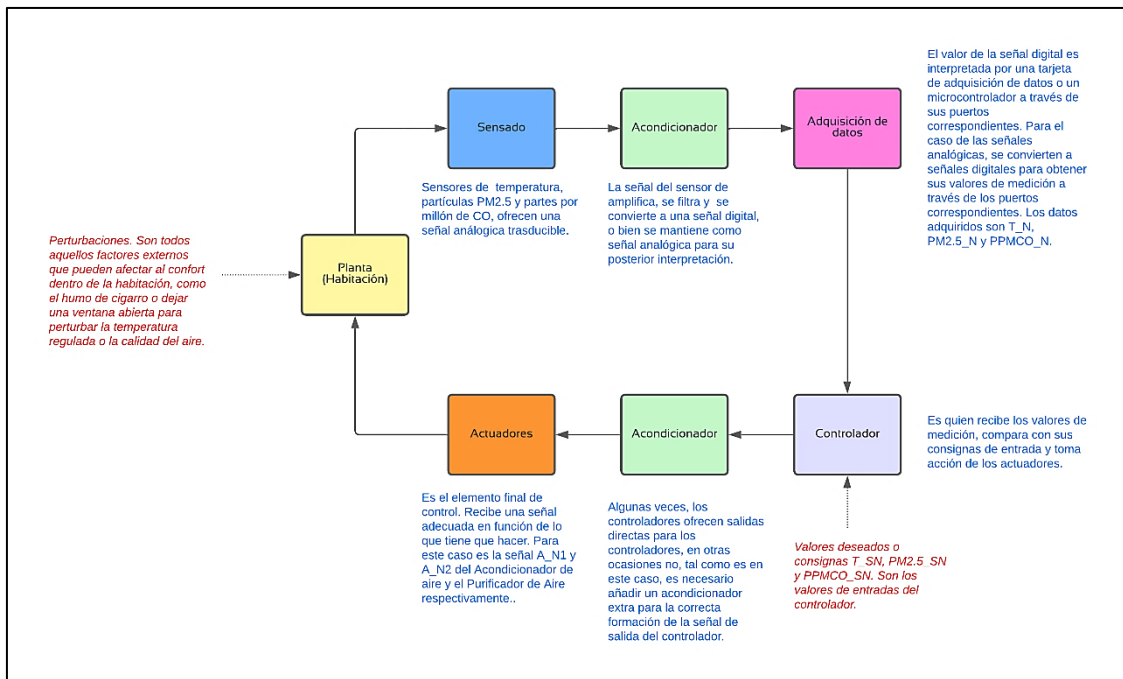 Sensado
Acondicionador
Adquisición de
datos
El valor de la señal digital es
interpretada por una tarjeta
de adquisición de datos o un
microcontrolador a través de
sus puertos
correspondientes. Para el
caso de las señales
analógicas, se convierten a
señales digitales para obtener
sus valores de medición a
través de los puertos
correspondientes. Los datos
adquiridos son T_N,
PM2.5_N y PPMCO_N.
Sensores de temperatura,
partículas PM2.5 y partes por
millón de CO, ofrecen una
señal análogica trasducible.
La señal del sensor de
amplifica, se filtra y se
convierte a una señal digital,
o bien se mantiene como
señal analógica para su
posterior interpretación.
Perturbaciones. Son todos
aquellos factores externos
que pueden afectar al confort
dentro de la habitación, como
el humo de cigarro o dejar
una ventana abierta para
perturbar la temperatura
regulada o la calidad del aire.
Planta
(Habitación)
Actuadores
Acondicionador
Controlador
Es quien recibe los valores de
medición, compara con sus
consignas de entrada y toma
acción de los actuadores.
Es el elemento final de
control. Recibe una señal
adecuada en función de lo
que tiene que hacer. Para
este caso es la señal A_N1 y
A_N2 del Acondicionador de
aire y el Purificador de Aire
respectivamente..
Algunas veces, los
controladores ofrecen salidas
directas para los
controladores, en otras
ocasiones no, tal como es en
este caso, es necesario
añadir un acondicionador
extra para la correcta
formación de la señal de
salida del controlador.
Valores deseados o
consignas T_SN, PM2.5_SN
y PPMCO_SN. Son los
valores de entradas del
controlador.